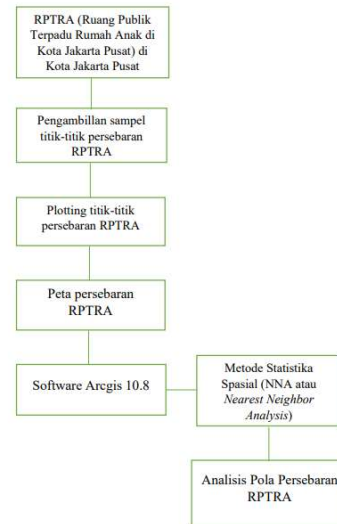 RPTRA (Ruang Publik
Terpadu Rumah Anak di
Kota Jakarta Pusat) di
Kota Jakarta Pusat
Pengambillan sampel
titik-titik persebaran
RPTRA
Plotting titik-titik
persebaran RPTRA
Peta persebaran
RPTRA
Software Arcgis 10.8
Metode Statistika
Spasial (NNA atau
Nearest Neighbor
Analysis)
Analisis Pola Persebaran
RPTRA